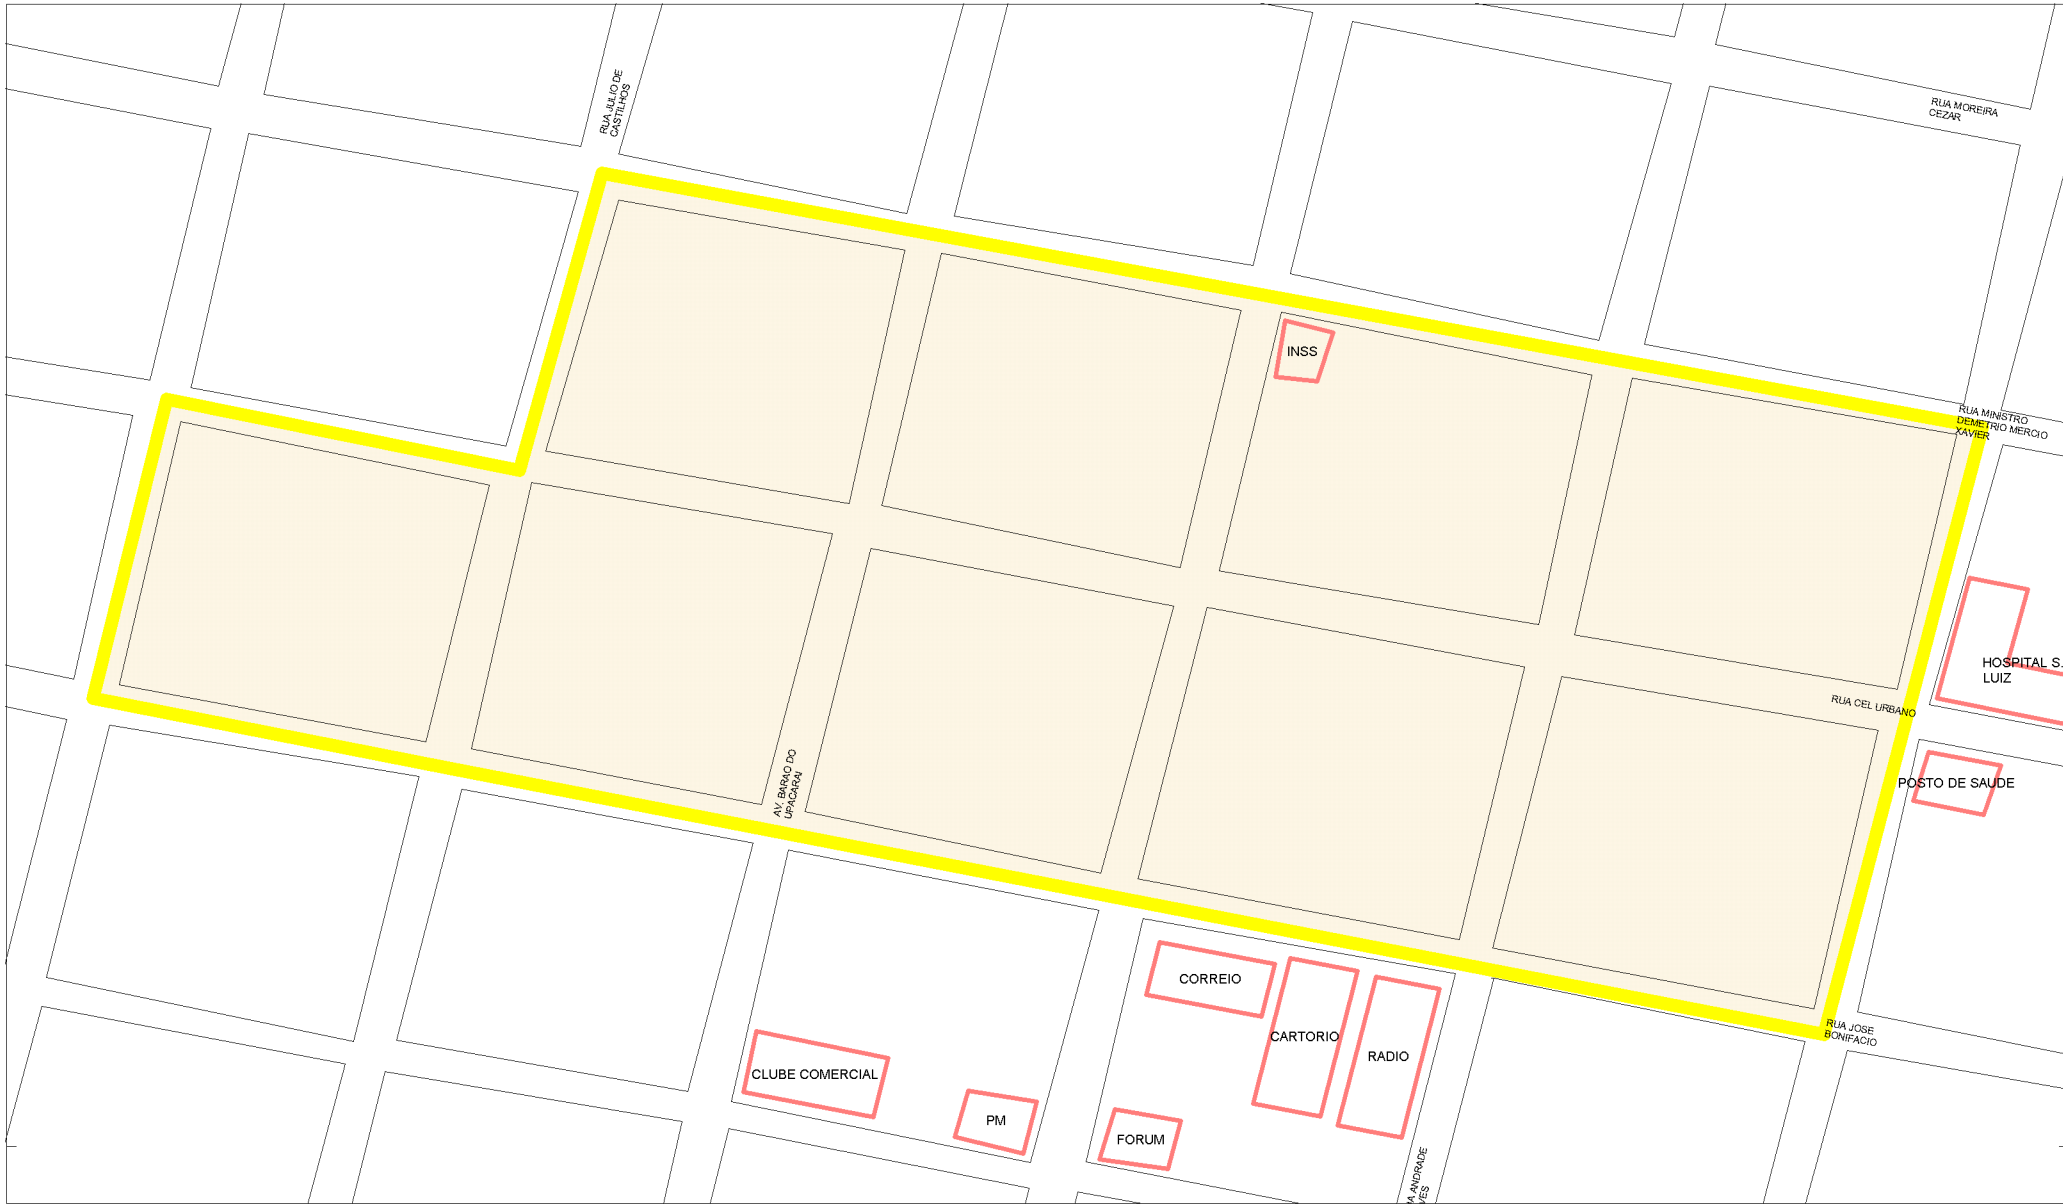 RUA JULIO DE
CASTILHOS
RUA MOREIRA
CEZAR
INSS
RUA MINISTRO
DEMETRIO MERCIO
XAVIER
HOSPITAL S.
LUIZ
RUA CEL URBANO
POSTO DE SAUDE
AV. BARAO DO
UPACARAI
CORREIO
CARTORIO
RADIO
RUA JOSE
BONIFACIO
CLUBE COMERCIAL
PM
FORUM
ANDRADE